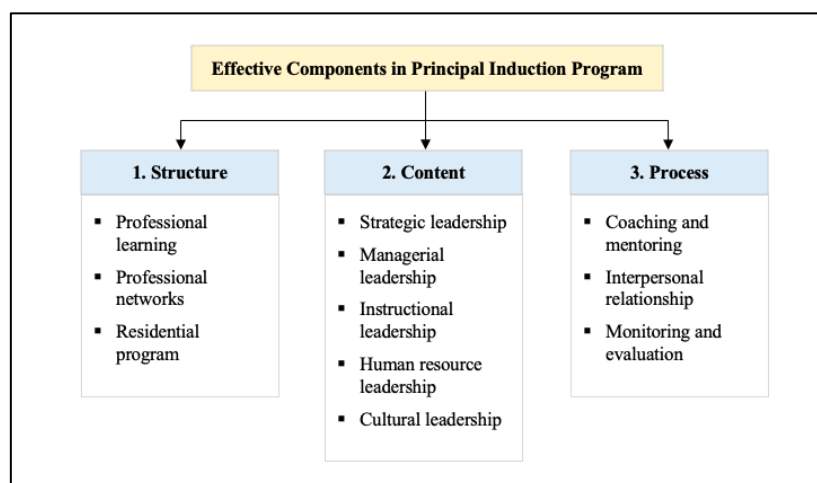 Effective Components in Principal Induction Program
1. Structure
▪ Professional
learning
▪ Professional
networks
▪ Residential
program
2. Content
▪ Strategic leadership
▪ Managerial
leadership
▪ Instructional
leadership
▪ Human resource
leadership
▪ Cultural leadership
3. Process
▪ Coaching and
mentoring
▪ Interpersonal
relationship
▪ Monitoring and
evaluation